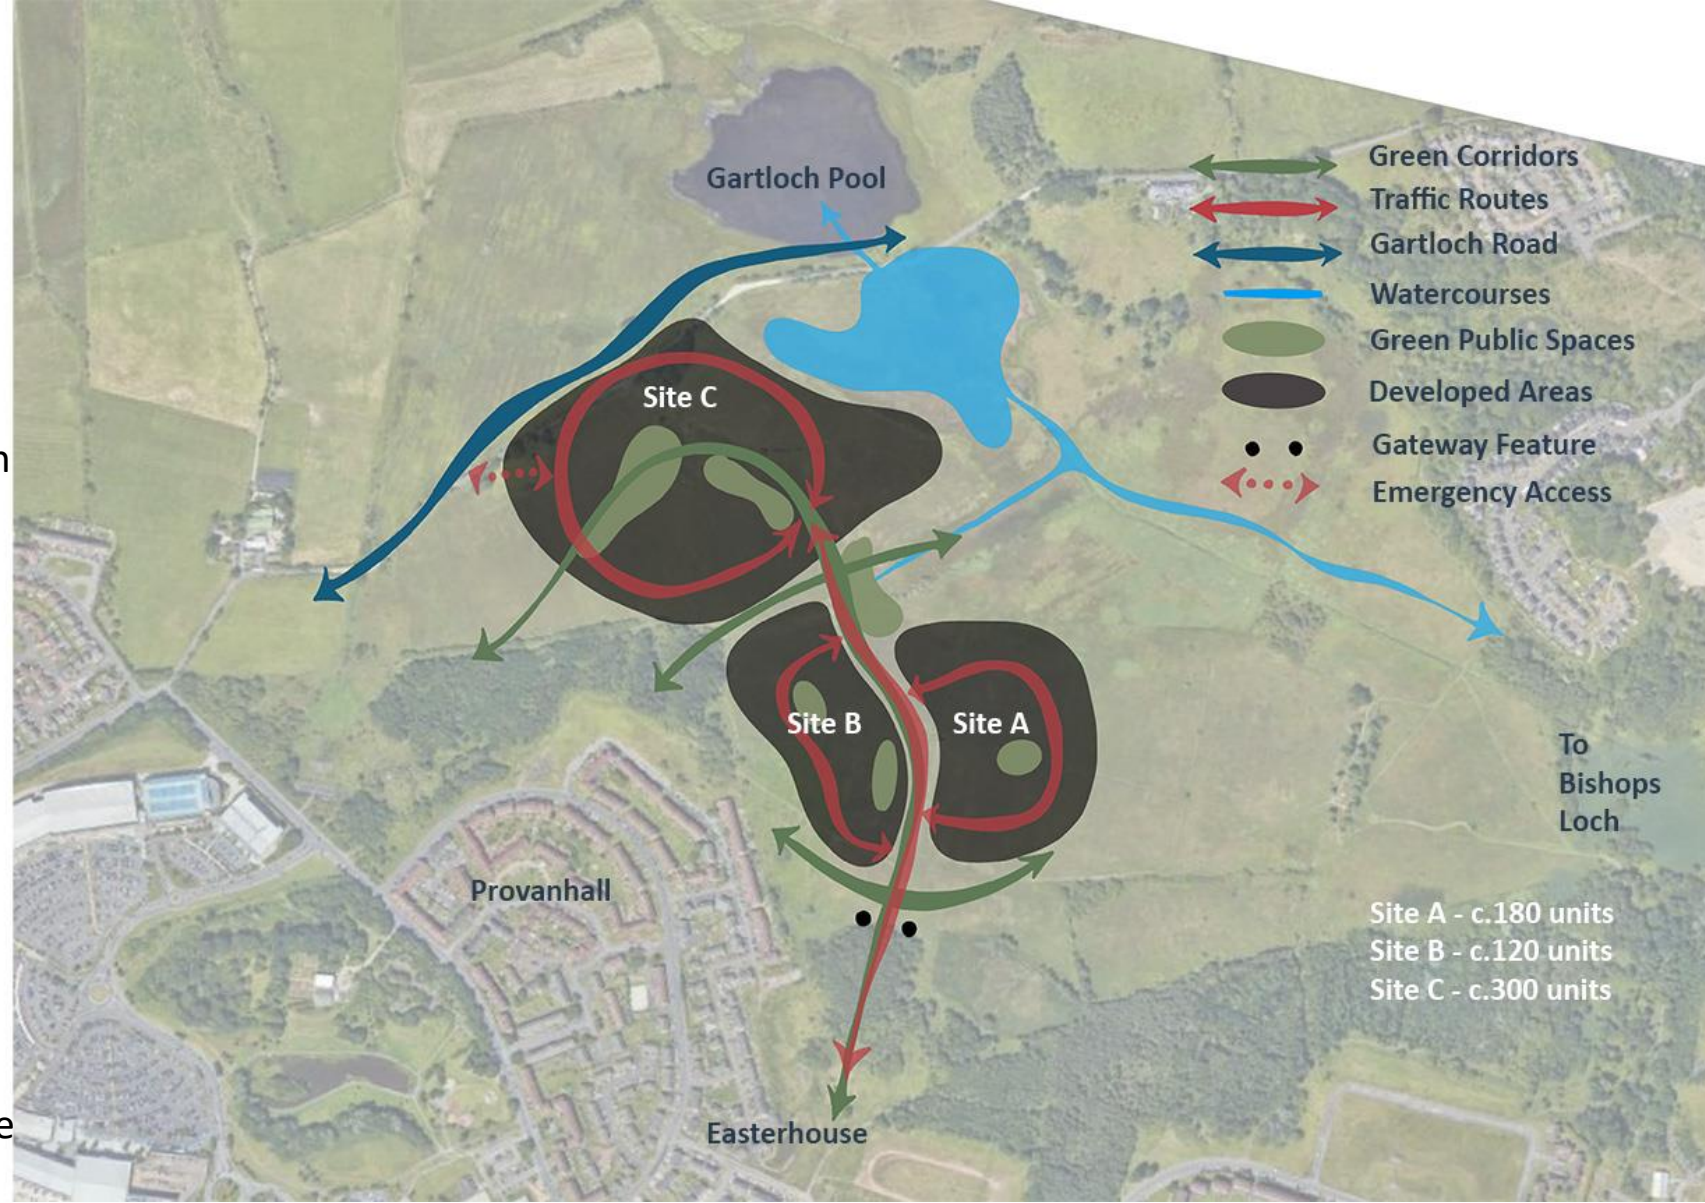 Gartloch Pool
Green Corridors
Traffic Routes
Gartloch Road
Watercourses
Green Public Spaces
Developed Areas
Gateway Feature
Emergency Access
Site C
n
Site B
Site A
To
Bishops
Loch
Provanhall
Site A - c.180 units
Site B - c.120 units
Site C - c.300 units
e
Easterhouse